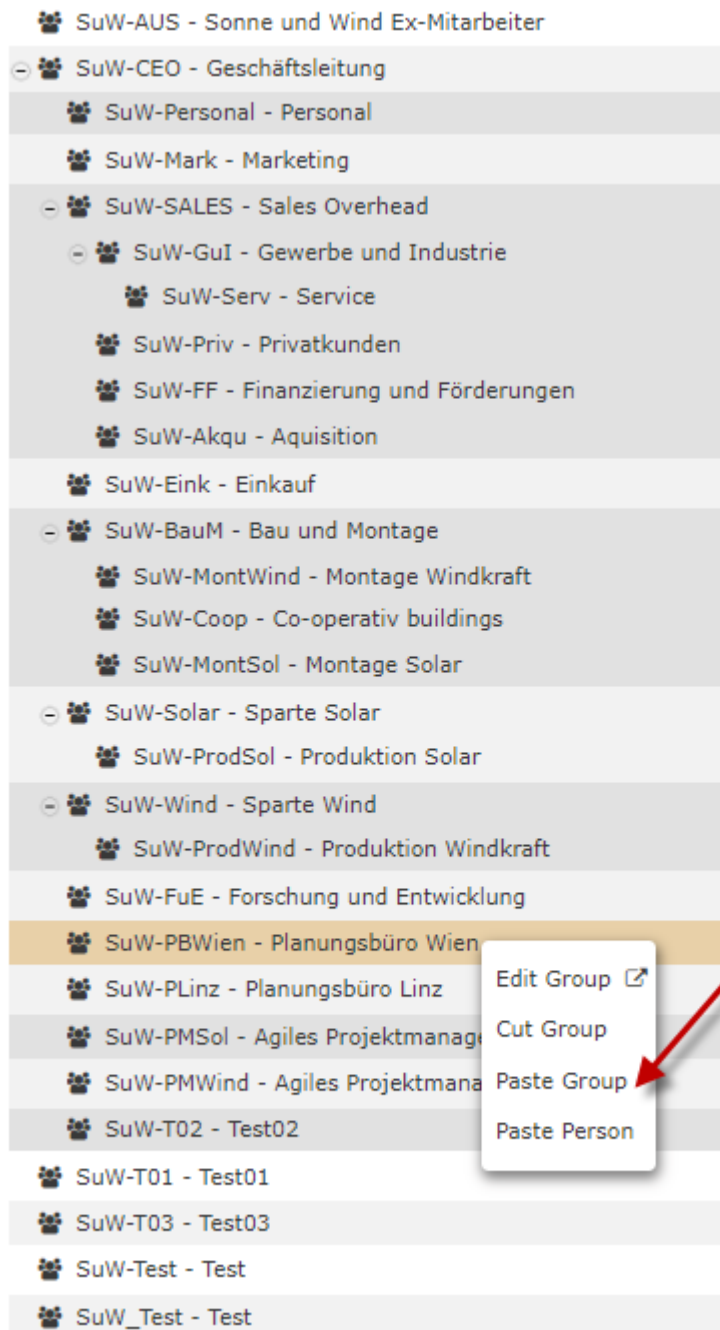 SuW-AUS - Sonne und Wind Ex-Mitarbeiter
SuW-CEO - Geschäftsleitung
SuW-Personal - Personal
SuW-Mark - Marketing
SuW-SALES - Sales Overhead
SuW-GuI - Gewerbe und Industrie
SuW-Serv - Service
SuW-Priv - Privatkunden
SuW-FF - Finanzierung und Förderungen
SuW-Akqu - Aquisition
SuW-Eink - Einkauf
SuW-BauM - Bau und Montage
SuW-MontWind - Montage Windkraft
SuW-Coop - Co-operativ buildings
SuW-MontSol - Montage Solar
SuW-Solar - Sparte Solar
SuW-ProdSol - Produktion Solar
SuW-Wind - Sparte Wind
SuW-ProdWind - Produktion Windkraft
SuW-FuE - Forschung und Entwicklung
SuW-PBWien - Planungsbüro Wien
SuW-PLinz - Planungsbüro Linz
SuW-PMSol - Agiles Projektmanage
SuW-PMWind - Agiles Projektmana
SuW-T02 - Test02
SuW-T01 - Test01
SuW-T03 - Test03
SuW-Test - Test
SuW_Test - Test
Edit Group
Cut Group
Paste Group
Paste Person